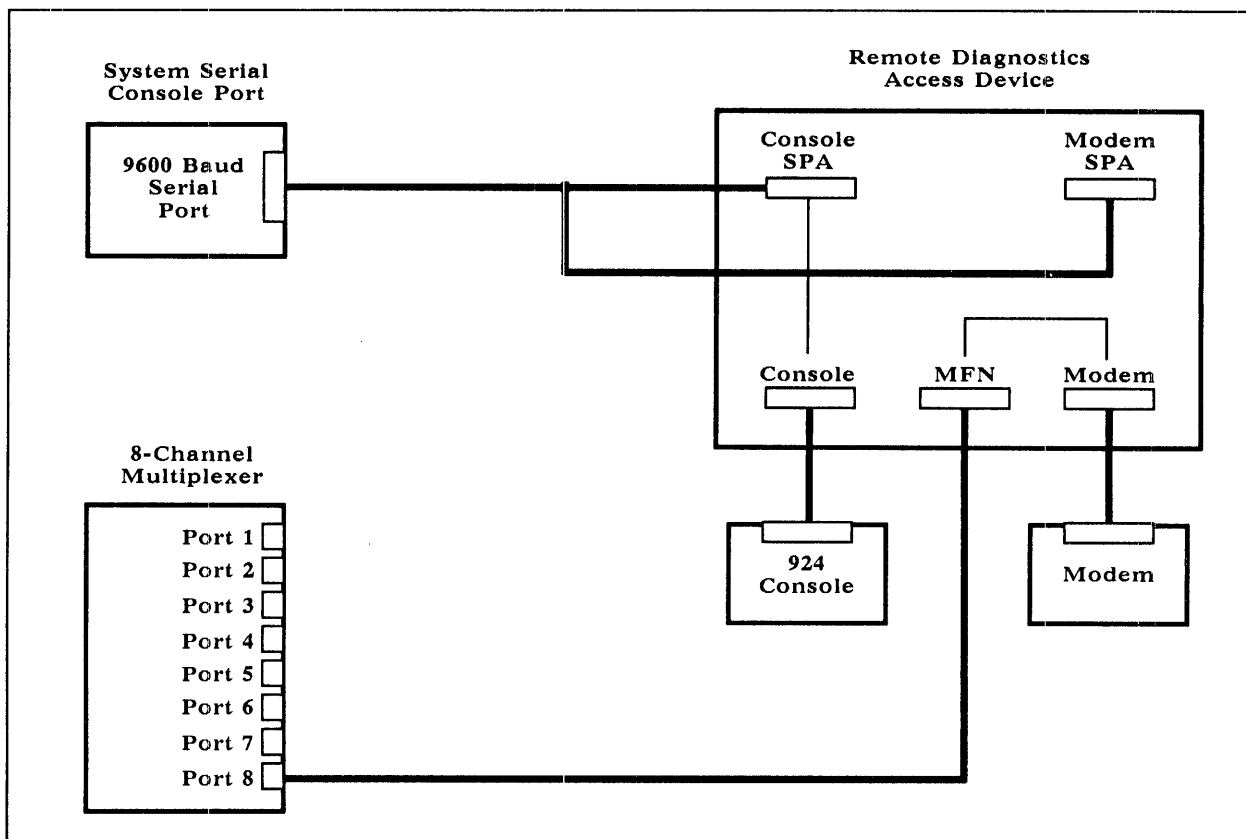 System Serial
Console Port
9600 Baud
Serial
Port
Remote Diagnostics
Access Device
Console
SPA
Modem
SPA
Console
MFN
Modem
8-Channel
Multiplexer
Port 1
Port 2
Port 3
Port 4
Port 5
Port 6
Port 7
Port 8
924
Console
Modem